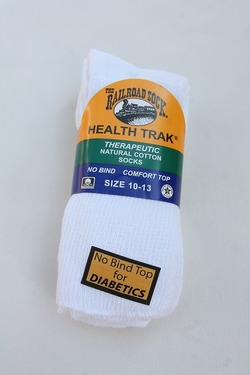 THE
RAILROAD SOCK
HEALTH TRAK®
THERAPEUTIC
NATURAL COTTON
SOCKS
NO BIND COMFORT TOP
SIZE 10-13
No Bind Top
for
DIABETICS